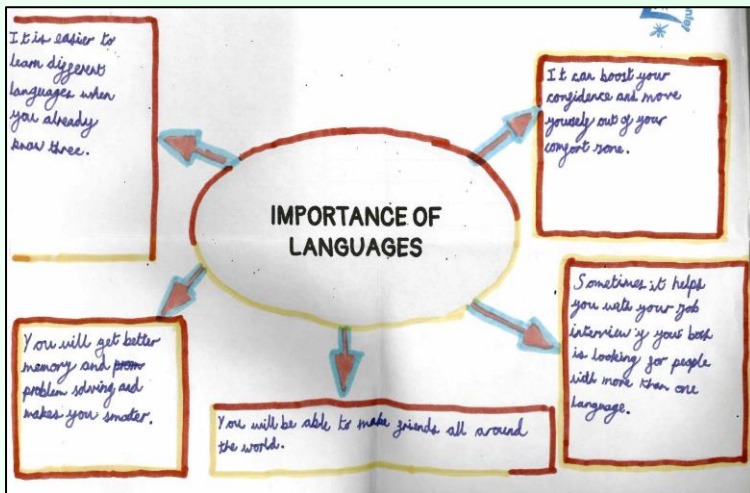 It is easier to
learn different
languages when
you already
know three.
It can boost your
confidence and move
yousely out of your
comfort zone.
IMPORTANCE OF
LANGUAGES
You will get better
memory and prom
problem solving and
makes you smater.
You will be able to make friends all around
the world.
Sometimes it helps
you with your job
interview if your boss
is looking for people
with more than one
language.